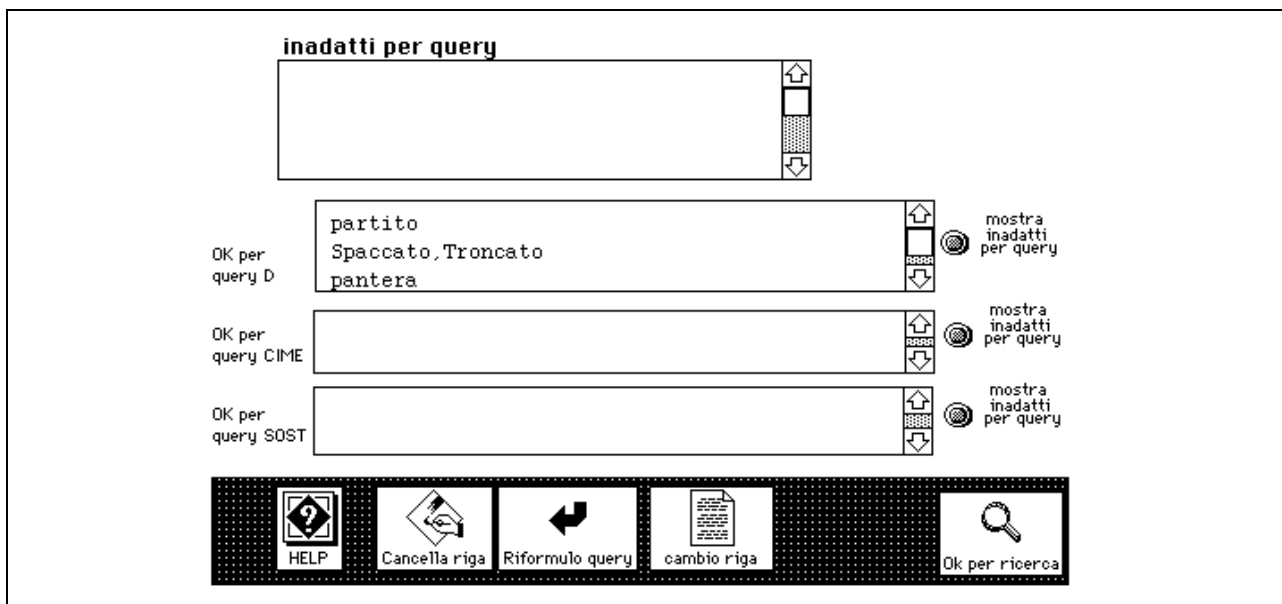 inadatti per query
partito
Spaccato,Troncato
pantera
OK per
query D
mostra
inadatti
per query
OK per
query CIME
mostra
inadatti
per query
OK per
query SOST
mostra
inadatti
per query
HELP
Cancella riga
Riformulo query
cambio riga
Ok per ricerca